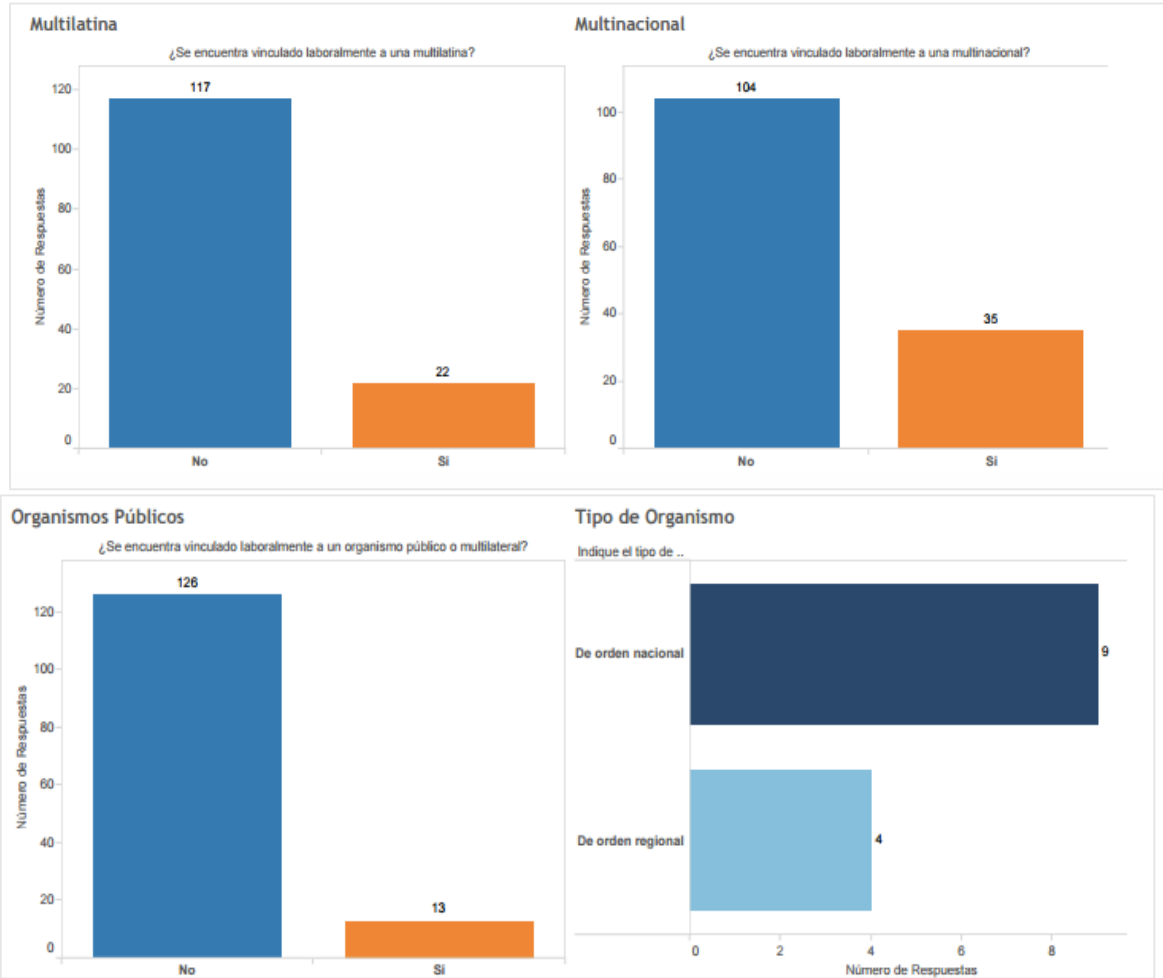 Multilatina
¿Se encuentra vinculado laboralmente a una multilatina?
Número de Respuestas
120
100
80
60
40
20
0
117
22
No
Si
Multinacional
¿Se encuentra vinculado laboralmente a una multinacional?
Número de Respuestas
100
80
60
40
20
0
104
35
No
Si
Organismos Públicos
¿Se encuentra vinculado laboralmente a un organismo público o multilateral?
Número de Respuestas
120
100
80
60
40
20
0
126
13
No
Si
Tipo de Organismo
Indique el tipo de ..
De orden nacional
9
De orden regional
4
0 2 4 6 8
Número de Respuestas